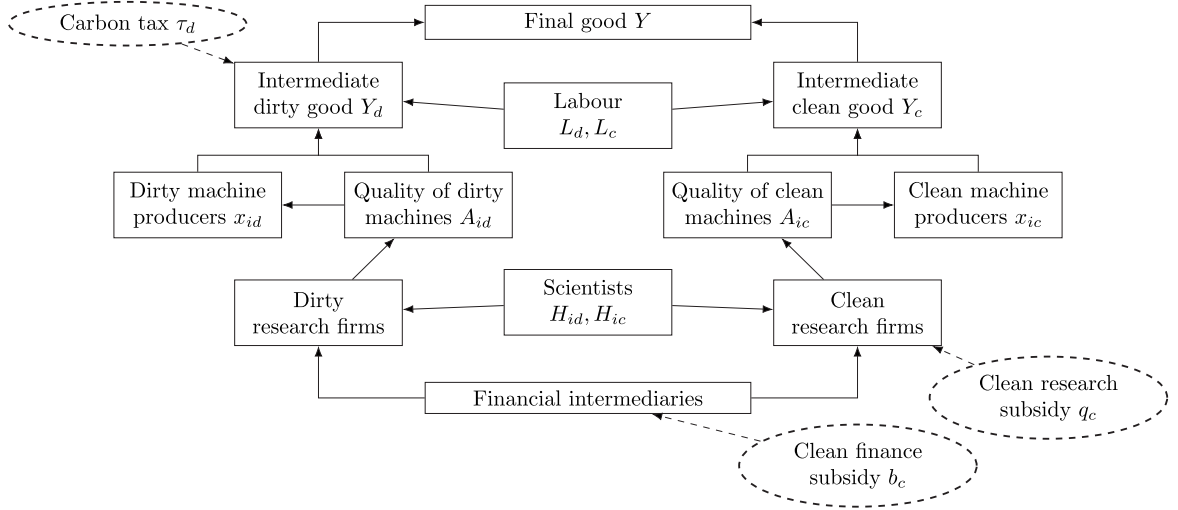 Carbon tax τ_d
Final good Y
Intermediate
dirty good Y_d
Labour
L_d, L_c
Intermediate
clean good Y_c
Dirty machine
producers x_id
Quality of dirty
machines A_id
Quality of clean
machines A_ic
Clean machine
producers x_ic
Dirty
research firms
Scientists
H_id, H_ic
Clean
research firms
Financial intermediaries
Clean research
subsidy q_c
Clean finance
subsidy b_c